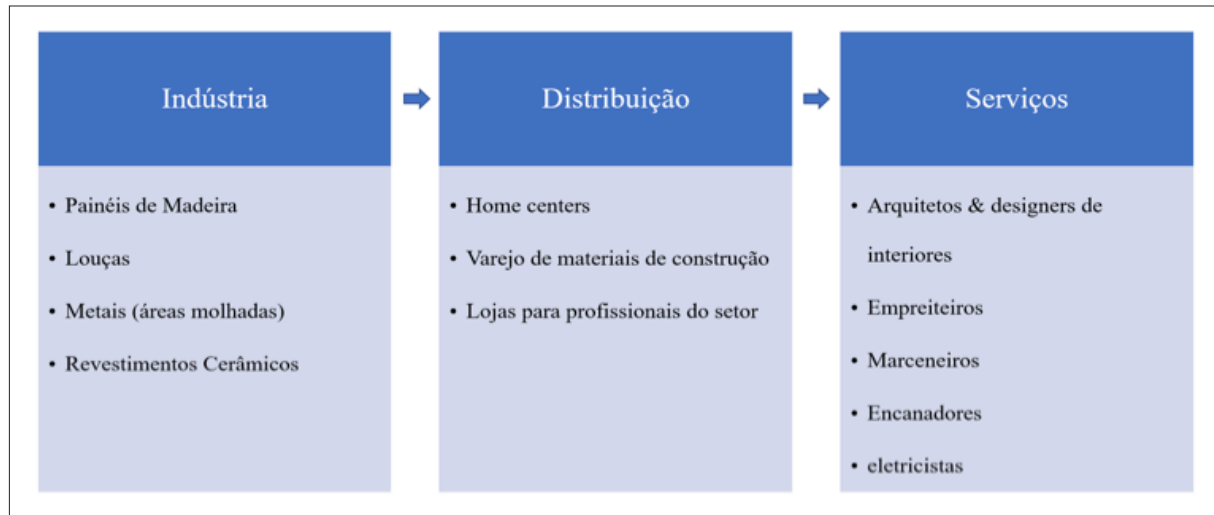 Indústria
• Painéis de Madeira
• Louças
• Metais (áreas molhadas)
• Revestimentos Cerâmicos
Distribuição
• Home centers
• Varejo de materiais de construção
• Lojas para profissionais do setor
Serviços
• Arquitetos & designers de
interiores
• Empreiteiros
• Marceneiros
• Encanadores
• eletricistas